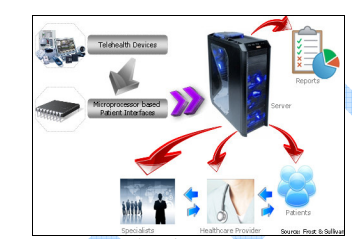 Telehealth Devices
Microprocessor based
Patient Interfaces
Reports
Server
Specialists
Healthcare Provider
Patients
Source: Frost & Sullivan